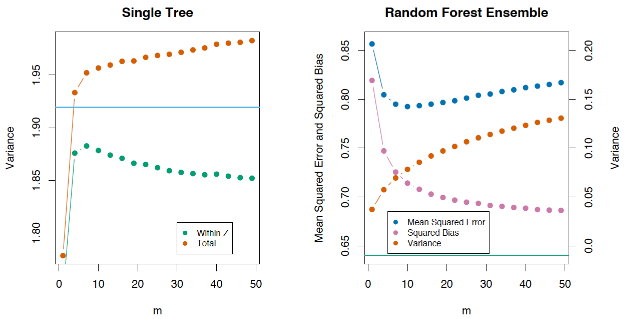 Single Tree
Variance
1.80 1.85 1.90 1.95
Within Z
Total
0 10 20 30 40 50
m
Random Forest Ensemble
Mean Squared Error and Squared Bias
0.65 0.70 0.75 0.80 0.85
Mean Squared Error
Squared Bias
Variance
0 10 20 30 40 50
m
0.0 0.05 0.10 0.15 0.20
Variance